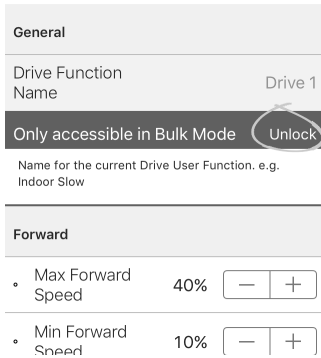 General
Drive Function
Name
Drive 1
Only accessible in Bulk Mode Unlock
Name for the current Drive User Function. e.g.
Indoor Slow
Forward
Max Forward
Speed
40% − +
Min Forward
Speed
10% − +